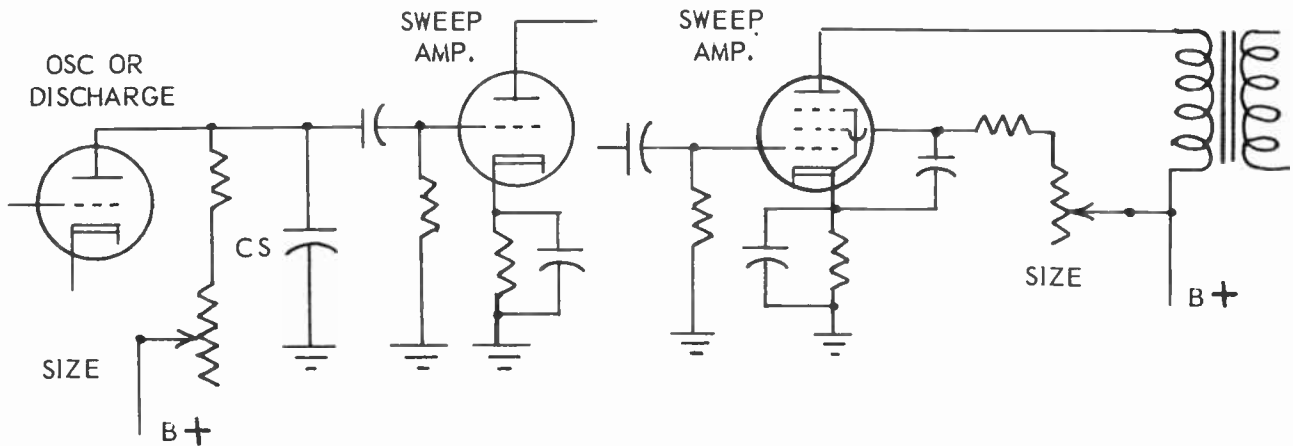 OSC OR
DISCHARGE
SWEEP
AMP.
SWEEP
AMP.
CS
SIZE
B+
SIZE
B+